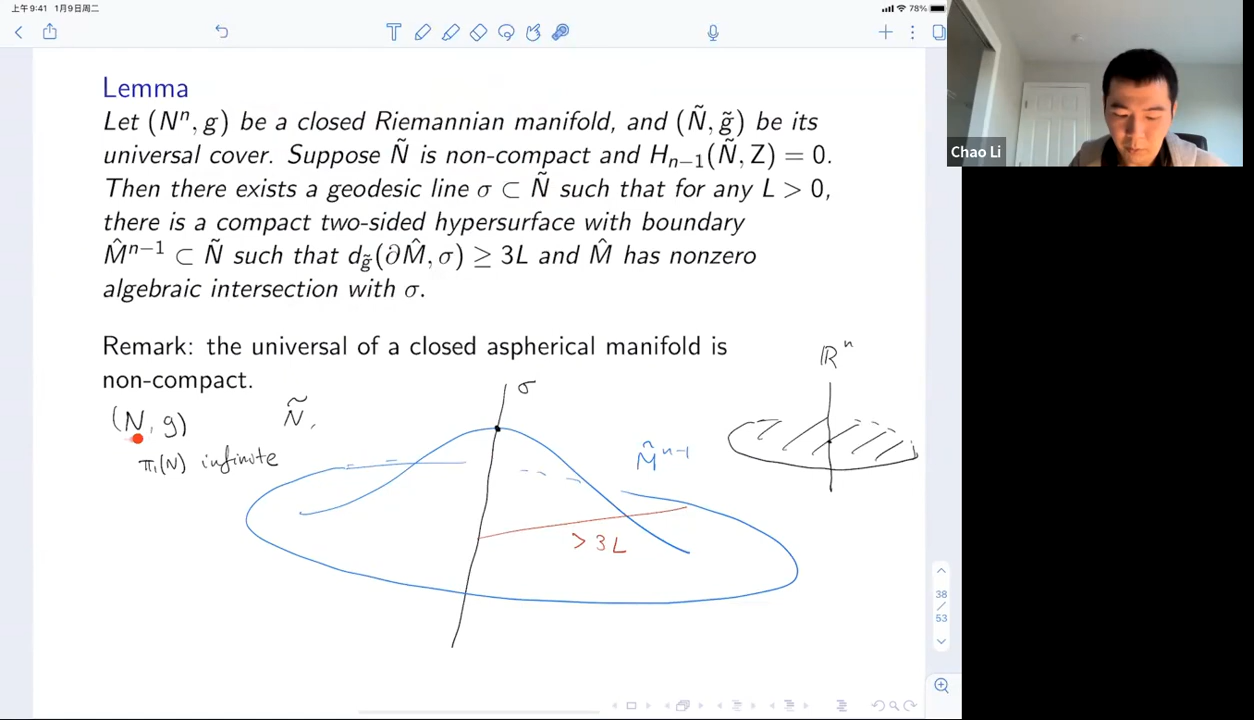 上午9:41 1月9日周二
78%
Lemma
Let (Nⁿ, g) be a closed Riemannian manifold, and (Ñ, g̃) be its
universal cover. Suppose Ñ is non-compact and Hₙ₋₁(Ñ, Z) = 0.
Then there exists a geodesic line σ ⊂ Ñ such that for any L > 0,
there is a compact two-sided hypersurface with boundary
M̂ⁿ⁻¹ ⊂ Ñ such that d_g̃(∂M̂, σ) ≥ 3L and M̂ has nonzero
algebraic intersection with σ.
Remark: the universal of a closed aspherical manifold is
non-compact.
(N, g)
Ñ,
π₁(N) infinite
σ
M̂ⁿ⁻¹
> 3L
ℝⁿ
Chao Li
38
/
53